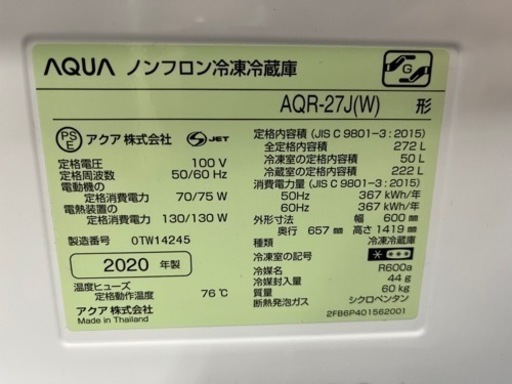 AQUA ノンフロン冷凍冷蔵庫
G
AQR-27J(W) 形
PS E アクア株式会社 S JET
定格電圧 100 V
定格周波数 50/60 Hz
電動機の
定格消費電力 70/75 W
電熱装置の
定格消費電力 130/130 W
製造番号 0TW14245
2020 年製
温度ヒューズ
定格動作温度 76℃
アクア株式会社
Made in Thailand
定格内容積 (JIS C 9801-3 : 2015)
全定格内容積 272 L
冷凍室の定格内容積 50 L
冷蔵室の定格内容積 222 L
消費電力量 (JIS C 9801-3 : 2015)
50Hz 367 kWh/年
60Hz 367 kWh/年
外形寸法 幅 600 mm
奥行 657 mm 高さ 1419 mm
種類 冷凍冷蔵庫
冷凍室の記号
冷媒名 R600a
冷媒封入量 44 g
質量 60 kg
断熱発泡ガス シクロペンタン
2FB6P401562001